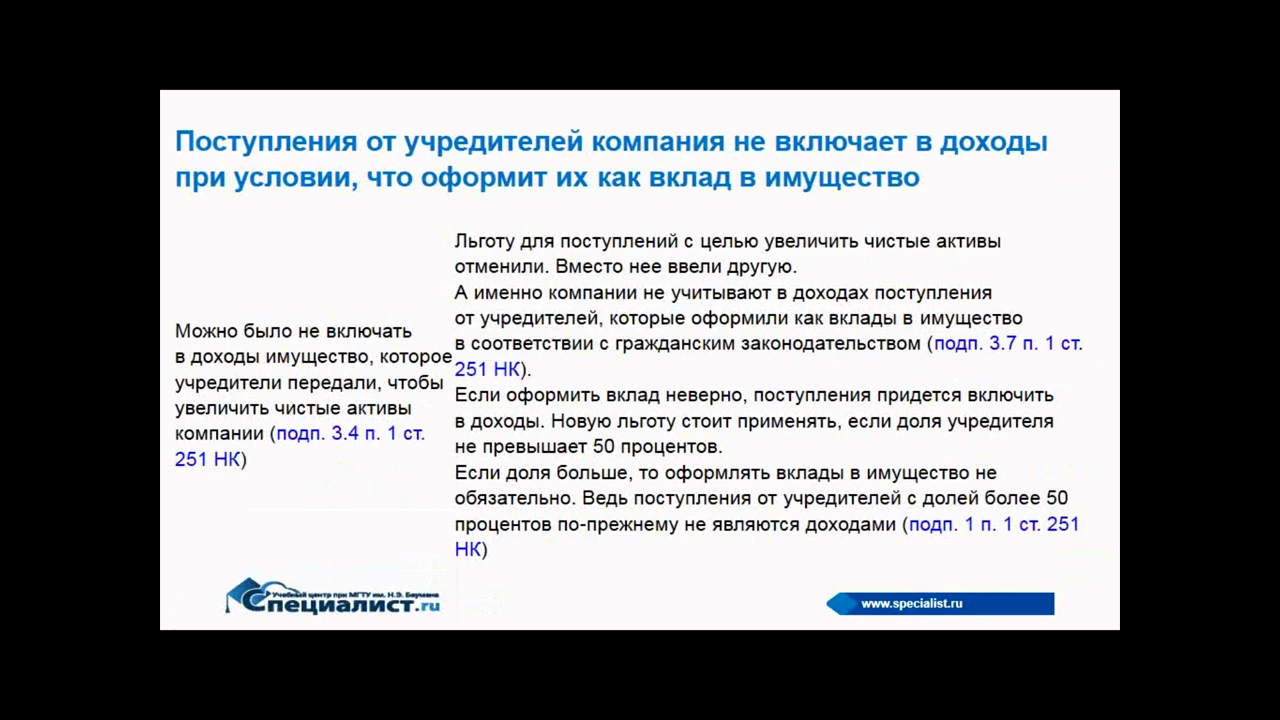 Поступления от учредителей компания не включает в доходы
при условии, что оформит их как вклад в имущество
Можно было не включать
в доходы имущество, которое
учредители передали, чтобы
увеличить чистые активы
компании (подп. 3.4 п. 1 ст.
251 НК)
Льготу для поступлений с целью увеличить чистые активы
отменили. Вместо нее ввели другую.
А именно компании не учитывают в доходах поступления
от учредителей, которые оформили как вклады в имущество
в соответствии с гражданским законодательством (подп. 3.7 п. 1 ст.
251 НК).
Если оформить вклад неверно, поступления придется включить
в доходы. Новую льготу стоит применять, если доля учредителя
не превышает 50 процентов.
Если доля больше, то оформлять вклады в имущество не
обязательно. Ведь поступления от учредителей с долей более 50
процентов по-прежнему не являются доходами (подп. 1 п. 1 ст. 251
НК)
Учебный центр при МГТУ им. Н.Э. Баумана
Специалист.ru
www.specialist.ru